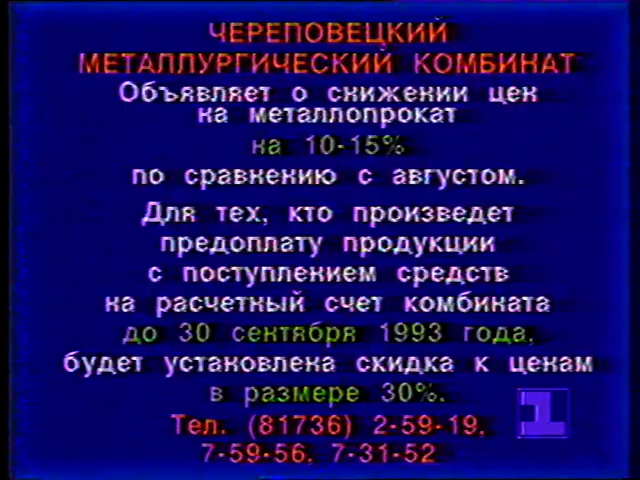 ЧЕРЕПОВЕЦКИЙ
МЕТАЛЛУРГИЧЕСКИЙ КОМБИНАТ
Объявляет о снижении цен
на металлопрокат
на 10-15%
по сравнению с августом.
Для тех, кто произведет
предоплату продукции
с поступлением средств
на расчетный счет комбината
до 30 сентября 1993 года,
будет установлена скидка к ценам
в размере 30%.
Тел. (81736) 2-59-19,
7-59-56, 7-31-52
1